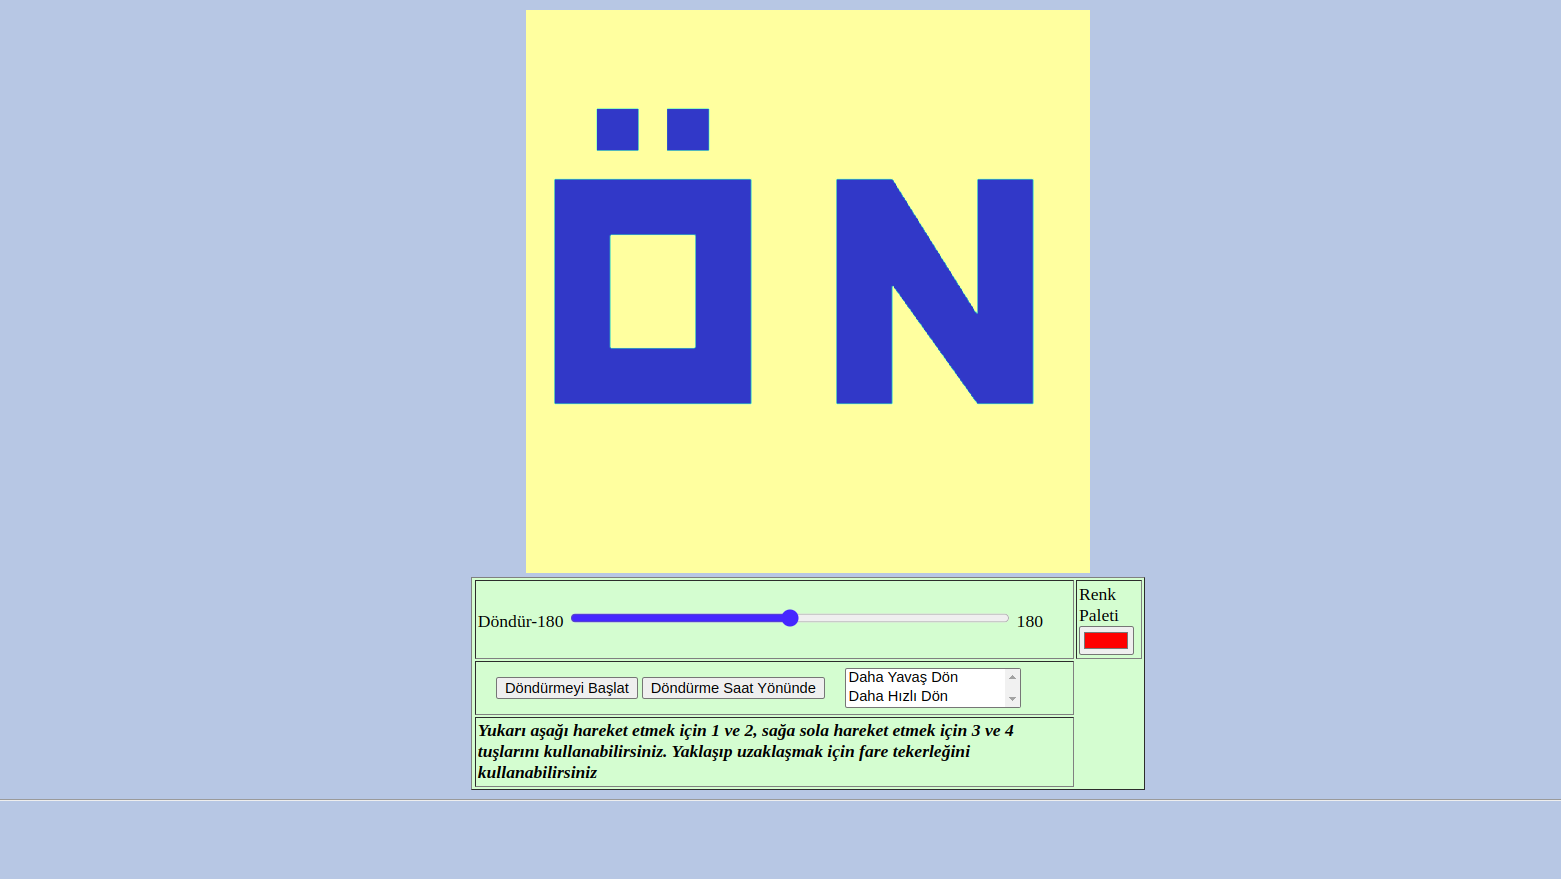 ÖN
Döndür-180 180
Renk
Paleti
Döndürmeyi Başlat Döndürme Saat Yönünde
Daha Yavaş Dön
Daha Hızlı Dön
Yukarı aşağı hareket etmek için 1 ve 2, sağa sola hareket etmek için 3 ve 4
tuşlarını kullanabilirsiniz. Yaklaşıp uzaklaşmak için fare tekerleğini
kullanabilirsiniz